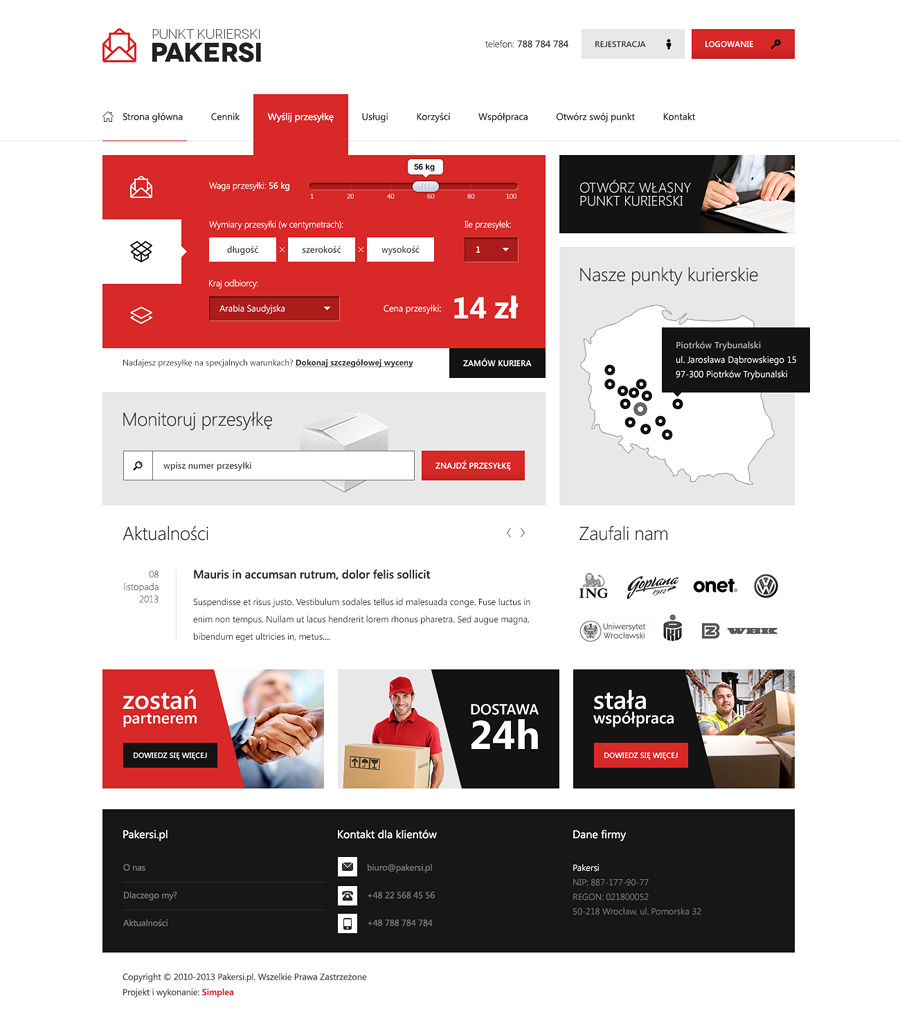 PUNKT KURIERSKI
PAKERSI
telefon: 788 784 784
REJESTRACJA
LOGOWANIE
Strona główna
Cennik
Wyślij przesyłkę
Usługi
Korzyści
Współpraca
Otwórz swój punkt
Kontakt
Waga przesyłki: 56 kg
56 kg
1 20 40 60 80 100
Wymiary przesyłki (w centymetrach):
Ile przesyłek:
długość × szerokość × wysokość
1
Kraj odbiorcy:
Arabia Saudyjska
Cena przesyłki: 14 zł
Nadajesz przesyłkę na specjalnych warunkach? Dokonaj szczegółowej wyceny
ZAMÓW KURIERA
OTWÓRZ WŁASNY
PUNKT KURIERSKI
Nasze punkty kurierskie
Piotrków Trybunalski
ul. Jarosława Dąbrowskiego 15
97-300 Piotrków Trybunalski
Monitoruj przesyłkę
wpisz numer przesyłki
ZNAJDŹ PRZESYŁKĘ
Aktualności
08
listopada
2013
Mauris in accumsan rutrum, dolor felis sollicit
Suspendisse et risus justo. Vestibulum sodales tellus id malesuada conge. Fuse luctus in
enim non tempus. Nullam ut lacus hendrerit lorem rhonus pharetra. Sed augue magna,
bibendum eget ultricies in, metus....
Zaufali nam
ING
Goplana
1912
onet.
Uniwersytet
Wrocławski
PKO
WBK
zostań
partnerem
DOWIEDZ SIĘ WIĘCEJ
DOSTAWA
24h
stała
współpraca
DOWIEDZ SIĘ WIĘCEJ
Pakersi.pl
O nas
Dlaczego my?
Aktualności
Kontakt dla klientów
biuro@pakersi.pl
+48 22 568 45 56
+48 788 784 784
Dane firmy
Pakersi
NIP: 887-177-90-77
REGON: 021800052
50-218 Wrocław, ul. Pomorska 32
Copyright © 2010-2013 Pakersi.pl. Wszelkie Prawa Zastrzeżone
Projekt i wykonanie: Simplea